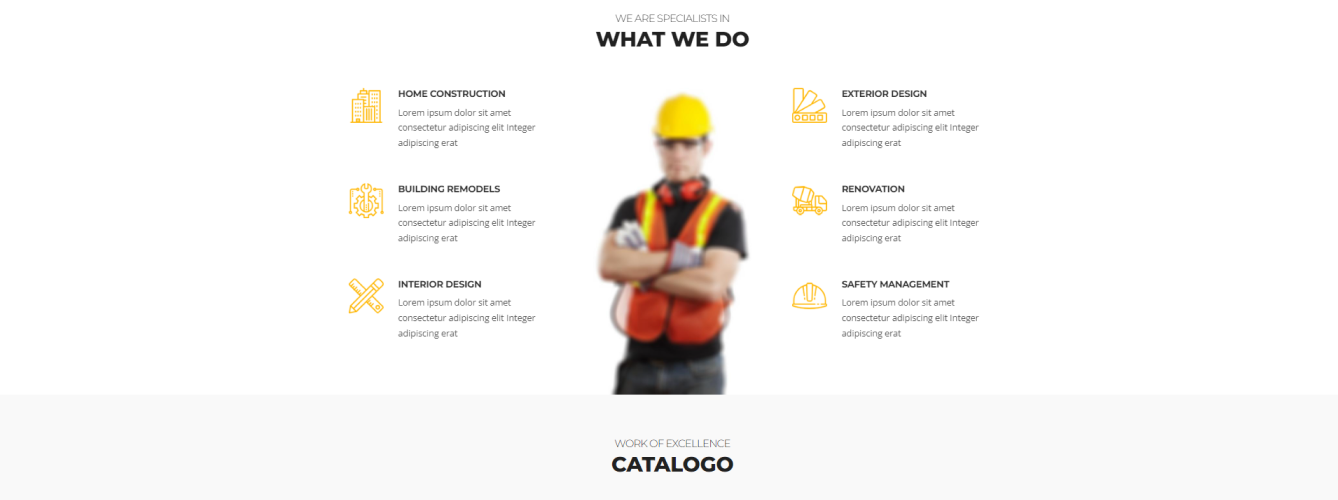 WE ARE SPECIALISTS IN
WHAT WE DO
HOME CONSTRUCTION
Lorem ipsum dolor sit amet
consectetur adipiscing elit Integer
adipiscing erat
BUILDING REMODELS
Lorem ipsum dolor sit amet
consectetur adipiscing elit Integer
adipiscing erat
INTERIOR DESIGN
Lorem ipsum dolor sit amet
consectetur adipiscing elit Integer
adipiscing erat
EXTERIOR DESIGN
Lorem ipsum dolor sit amet
consectetur adipiscing elit Integer
adipiscing erat
RENOVATION
Lorem ipsum dolor sit amet
consectetur adipiscing elit Integer
adipiscing erat
SAFETY MANAGEMENT
Lorem ipsum dolor sit amet
consectetur adipiscing elit Integer
adipiscing erat
WORK OF EXCELLENCE
CATALOGO